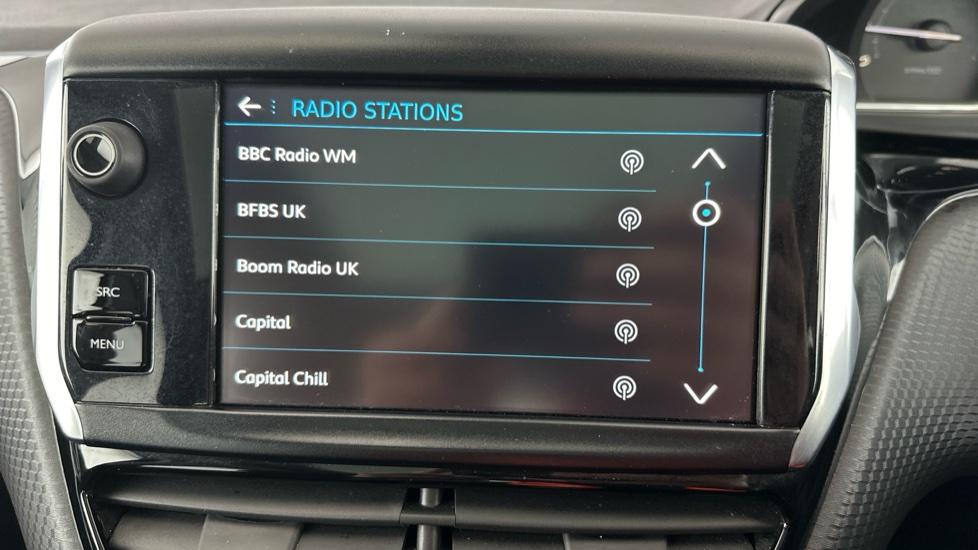 RADIO STATIONS
BBC Radio WM
BFBS UK
Boom Radio UK
Capital
Capital Chill
SRC
MENU